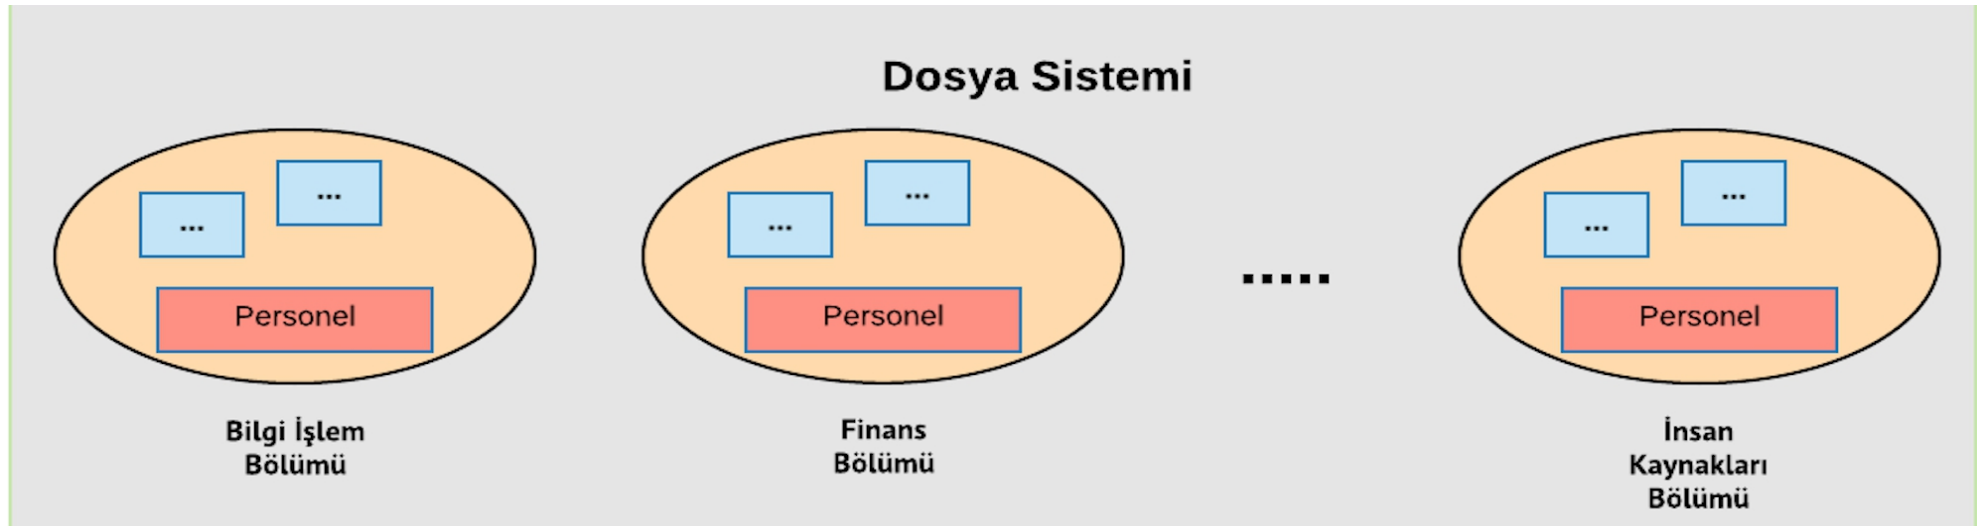 Dosya Sistemi
...
...
Personel
Bilgi İşlem
Bölümü
...
...
Personel
Finans
Bölümü
.....
...
...
Personel
İnsan
Kaynakları
Bölümü